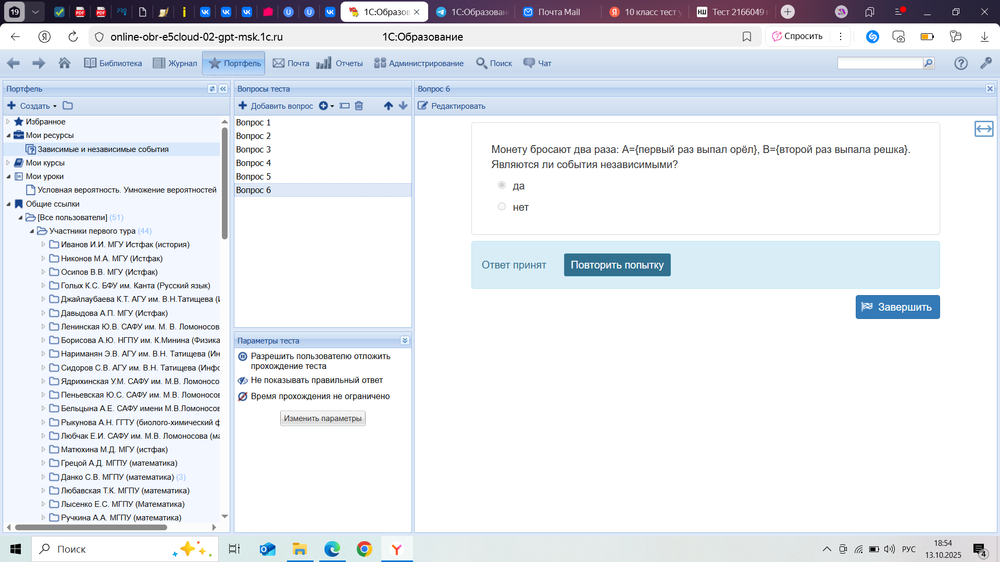 19
1С:Образов
1С:Образован
Почта Mail
10 класс тест у
НШ
Тест 2166049 п
online-obr-e5cloud-02-gpt-msk.1c.ru
1С:Образование
Спросить
Библиотека
Журнал
Портфель
Почта
Отчеты
Администрирование
Поиск
Чат
Портфель
Создать
Избранное
Мои ресурсы
Зависимые и независимые события
Мои курсы
Мои уроки
Условная вероятность. Умножение вероятностей
Общие ссылки
[Все пользователи] (51)
Участники первого тура (44)
Иванов И.И. МГУ Истфак (история)
Никонов М.А. МГУ (Истфак)
Осипов В.В. МГУ (Истфак)
Голых К.С. БФУ им. Канта (Русский язык)
Джайлаубаева К.Т. АГУ им. В.Н.Татищева (И
Давыдова А.П. МГУ (Истфак)
Ленинская Ю.В. САФУ им. М. В. Ломоносов
Борисова А.Ю. НГПУ им. К.Минина (Физика
Нариманян Э.В. АГУ им. В.Н. Татищева (Ин
Сидоров С.В. АГУ им. В.Н. Татищева (Инфо
Ядрихинская У.М. САФУ им. М.В. Ломоносо
Пеньевская Ю.С. САФУ им. М.В. Ломоносов
Бельцына А.Е. САФУ имени М.В.Ломоносов
Рыкунова А.Н. ГГТУ (биолого-химический ф
Любчак Е.И. САФУ им. М.В. Ломоносова (ма
Матюхина М.Д. МГУ (истфак)
Грецой А.Д. МГПУ (математика)
Данко С.В. МГПУ (математика) (3)
Любавская Т.К. МГПУ (математика)
Лысенко Е.С. МГПУ (Математика)
Ручкина А.А. МГПУ (математика)
Вопросы теста
Добавить вопрос
Вопрос 1
Вопрос 2
Вопрос 3
Вопрос 4
Вопрос 5
Вопрос 6
Параметры теста
Разрешить пользователю отложить
прохождение теста
Не показывать правильный ответ
Время прохождения не ограничено
Изменить параметры
Вопрос 6
Редактировать
Монету бросают два раза: А={первый раз выпал орёл}, В={второй раз выпала решка}.
Являются ли события независимыми?
да
нет
Ответ принят
Повторить попытку
Завершить
Поиск
РУС
18:54
13.10.2025
4